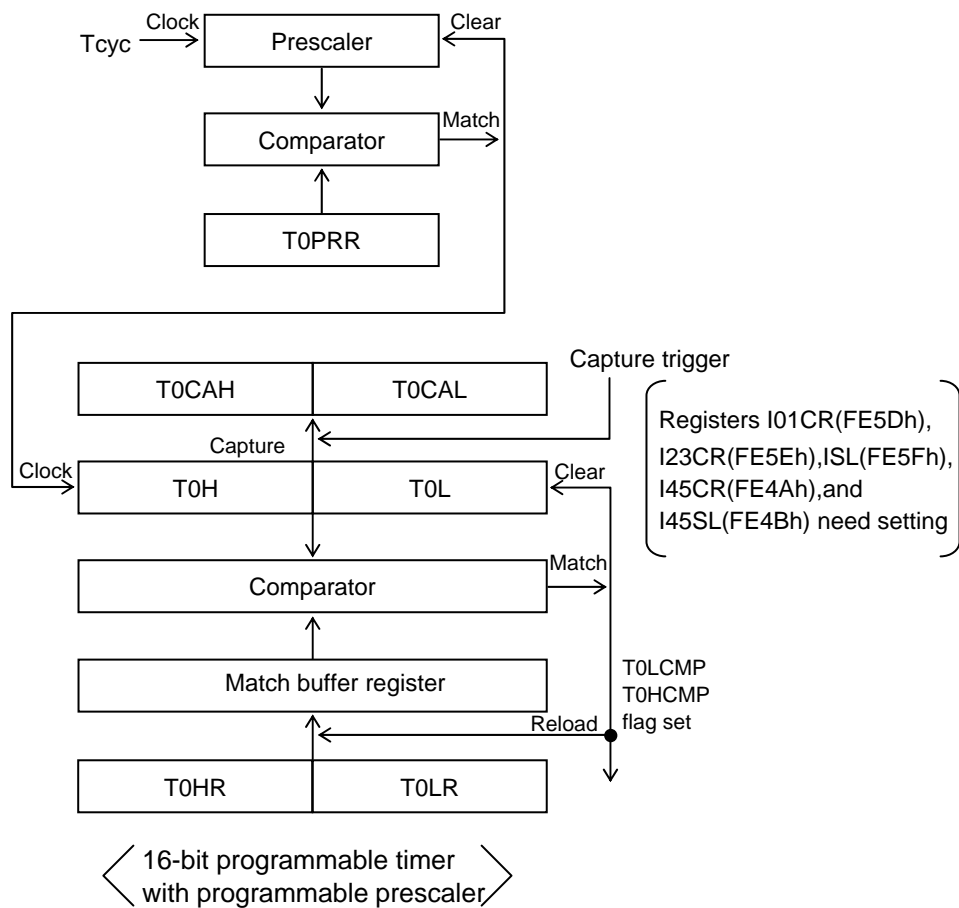 Clock
Clear
Tcyc
Prescaler
Match
Comparator
T0PRR
Capture trigger
T0CAH
T0CAL
Registers I01CR(FE5Dh),
I23CR(FE5Eh),ISL(FE5Fh),
I45CR(FE4Ah),and
I45SL(FE4Bh) need setting
Capture
Clock
T0H
T0L
Clear
Match
Comparator
T0LCMP
T0HCMP
flag set
Match buffer register
Reload
T0HR
T0LR
16-bit programmable timer
with programmable prescaler